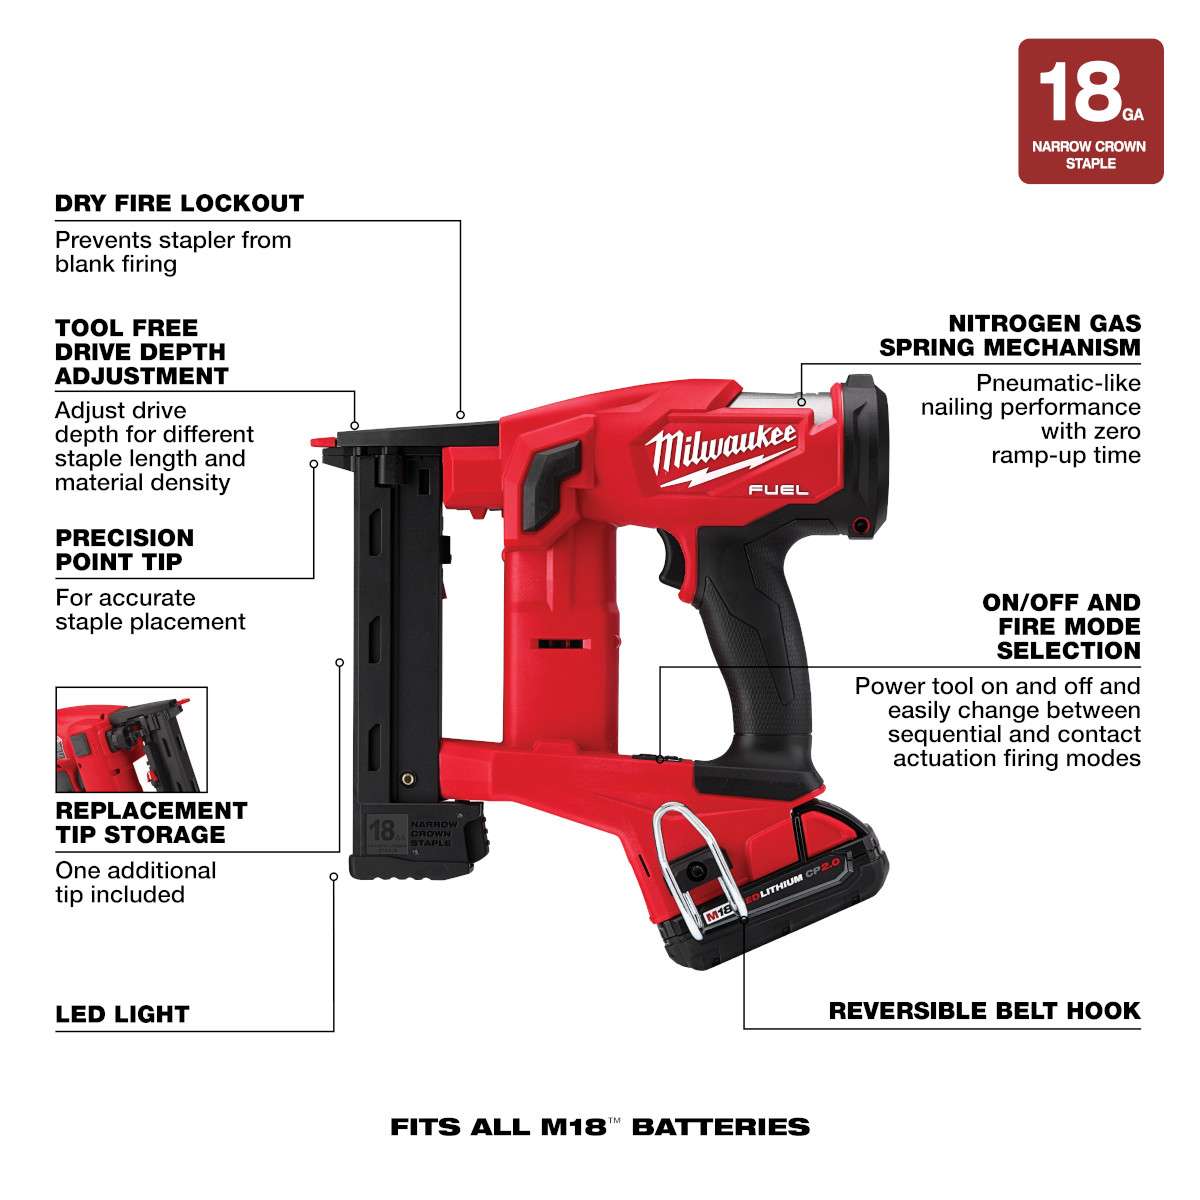 18 GA
NARROW CROWN
STAPLE
DRY FIRE LOCKOUT
Prevents stapler from
blank firing
TOOL FREE
DRIVE DEPTH
ADJUSTMENT
Adjust drive
depth for different
staple length and
material density
PRECISION
POINT TIP
For accurate
staple placement
REPLACEMENT
TIP STORAGE
One additional
tip included
LED LIGHT
NITROGEN GAS
SPRING MECHANISM
Pneumatic-like
nailing performance
with zero
ramp-up time
ON/OFF AND
FIRE MODE
SELECTION
Power tool on and off and
easily change between
sequential and contact
actuation firing modes
REVERSIBLE BELT HOOK
Milwaukee
FUEL
18 GA
NARROW
CROWN
STAPLE
M18
LITHIUM CP2.0
FITS ALL M18™ BATTERIES